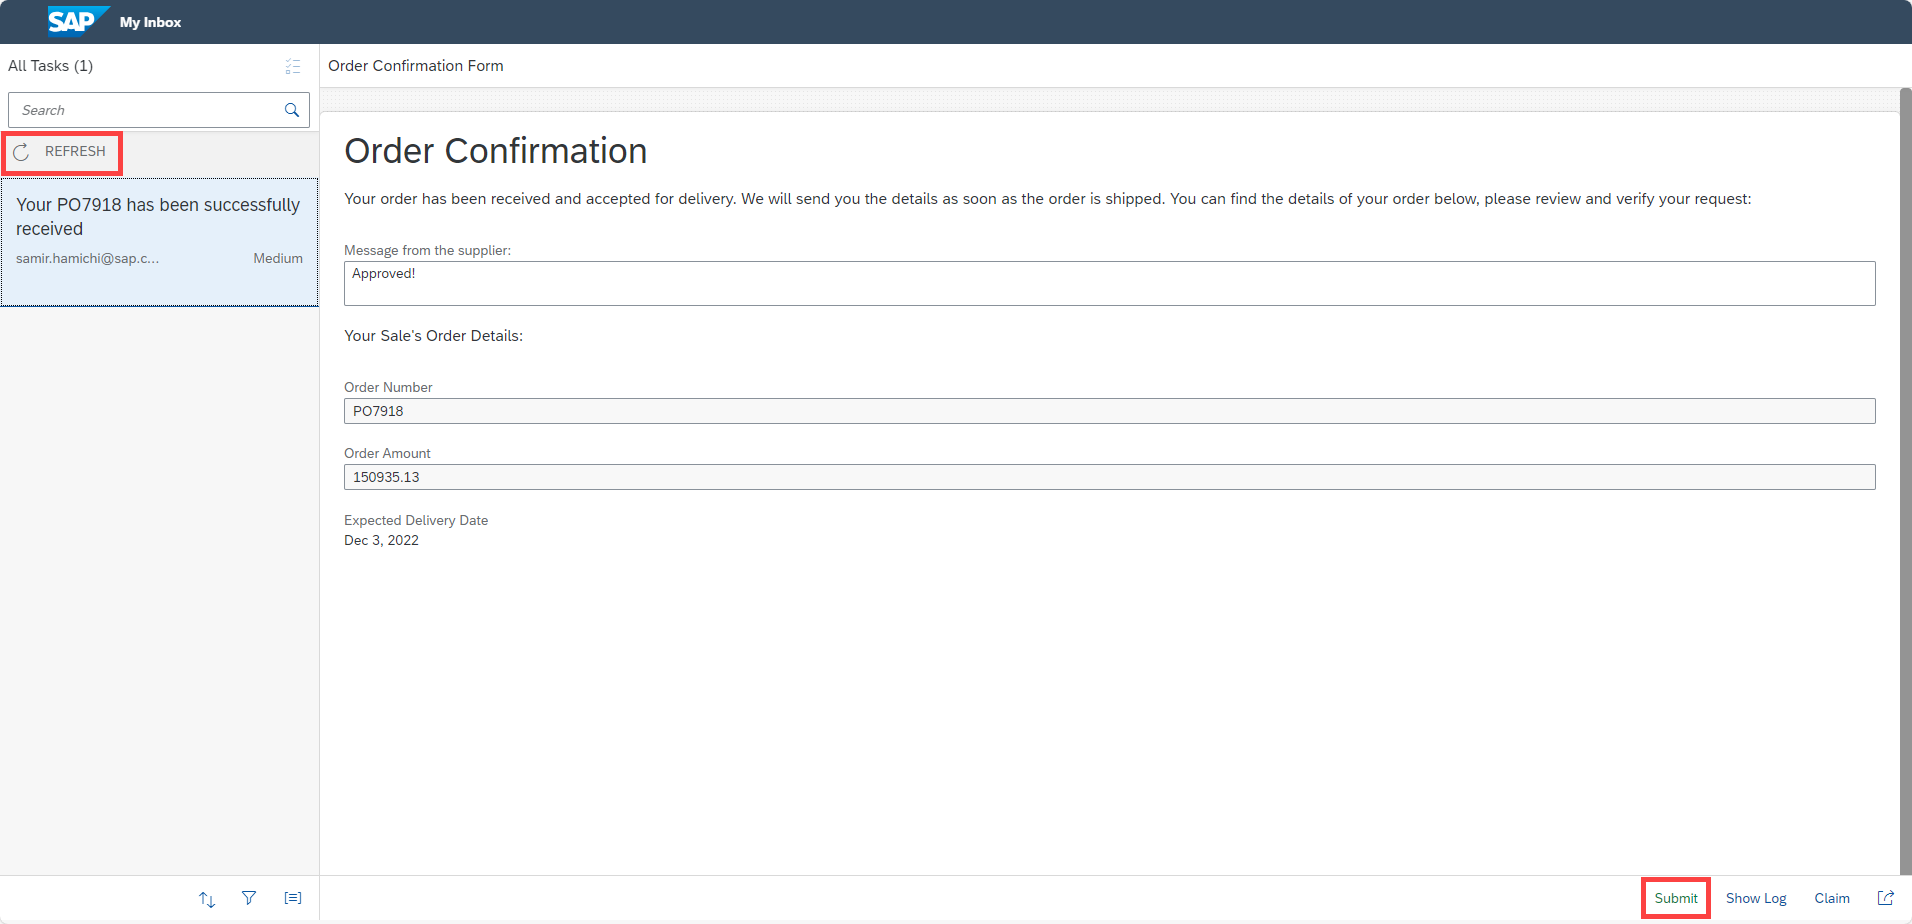 SAP My Inbox
All Tasks (1)
Order Confirmation Form
Search
REFRESH
Your PO7918 has been successfully
received
samir.hamichi@sap.c... Medium
Order Confirmation
Your order has been received and accepted for delivery. We will send you the details as soon as the order is shipped. You can find the details of your order below, please review and verify your request:
Message from the supplier:
Approved!
Your Sale's Order Details:
Order Number
PO7918
Order Amount
150935.13
Expected Delivery Date
Dec 3, 2022
Submit Show Log Claim